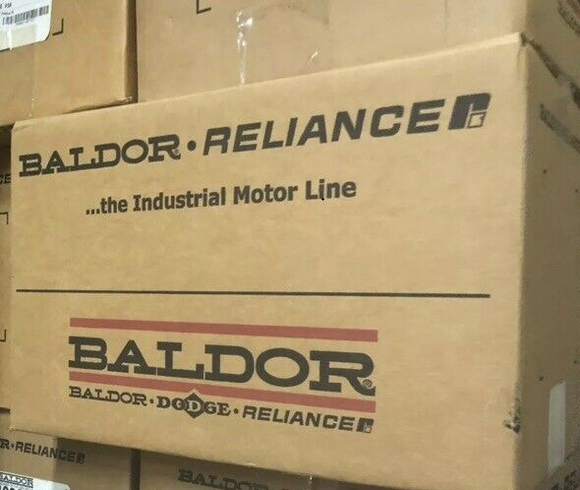 BALDOR • RELIANCE
...the Industrial Motor Line
BALDOR
BALDOR • DODGE • RELIANCE
R • RELIANCE
BALDOR